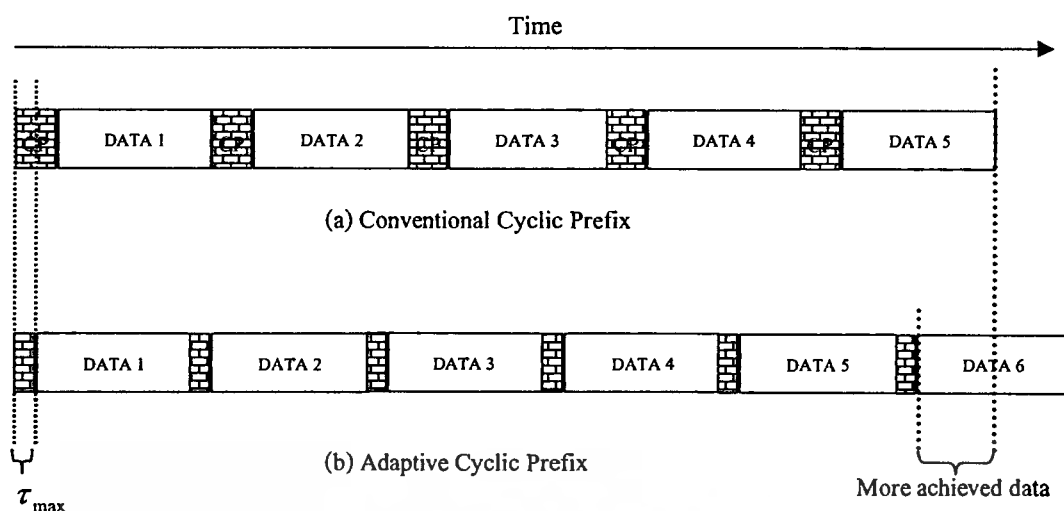 Time
CP DATA 1 CP DATA 2 CP DATA 3 CP DATA 4 CP DATA 5
(a) Conventional Cyclic Prefix
DATA 1 DATA 2 DATA 3 DATA 4 DATA 5 DATA 6
(b) Adaptive Cyclic Prefix
τmax
More achieved data